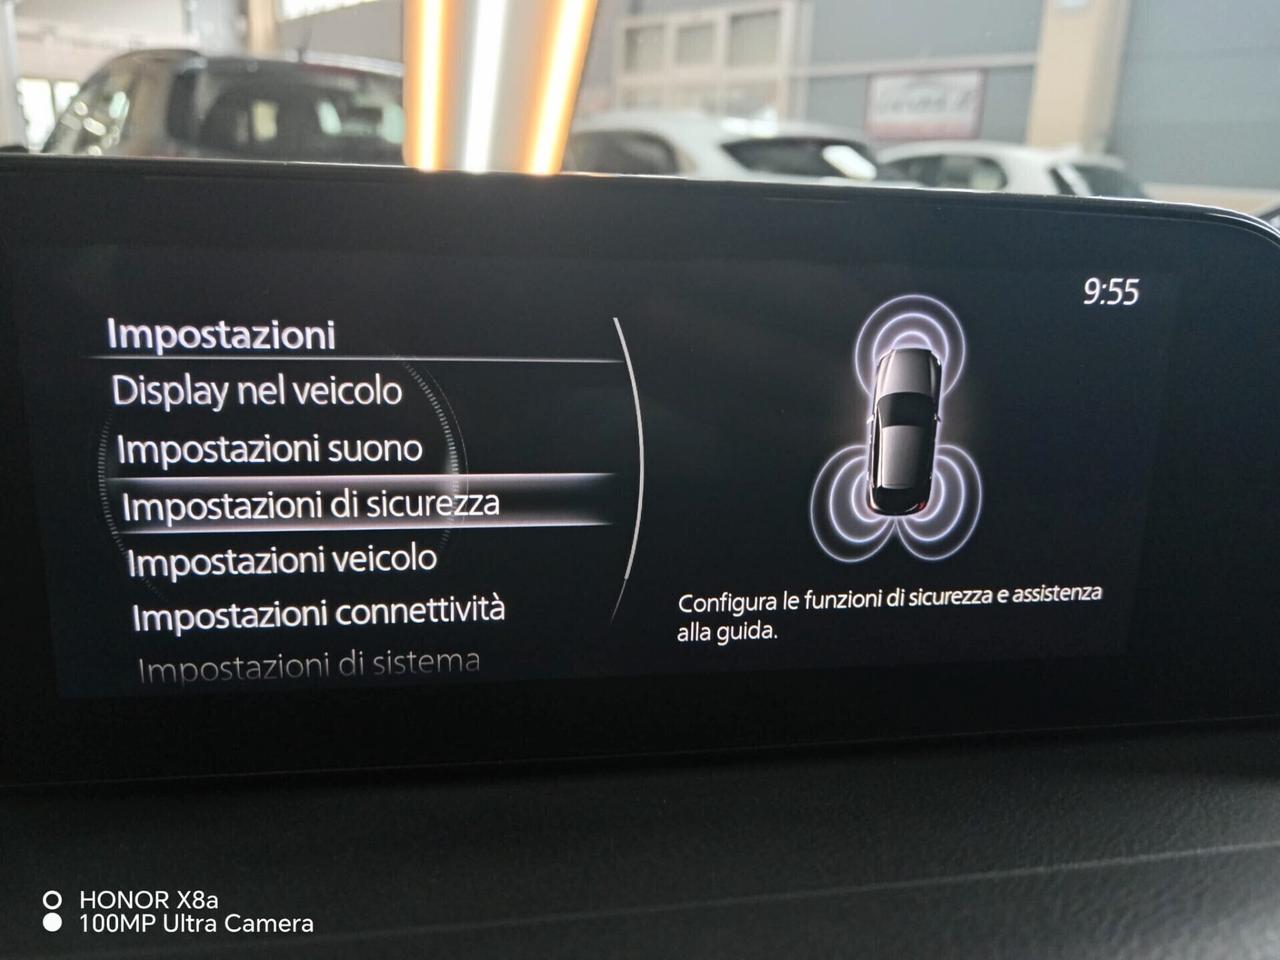 9:55
Impostazioni
Display nel veicolo
Impostazioni suono
Impostazioni di sicurezza
Impostazioni veicolo
Impostazioni connettività
Impostazioni di sistema
Configura le funzioni di sicurezza e assistenza
alla guida.
HONOR X8a
100MP Ultra Camera